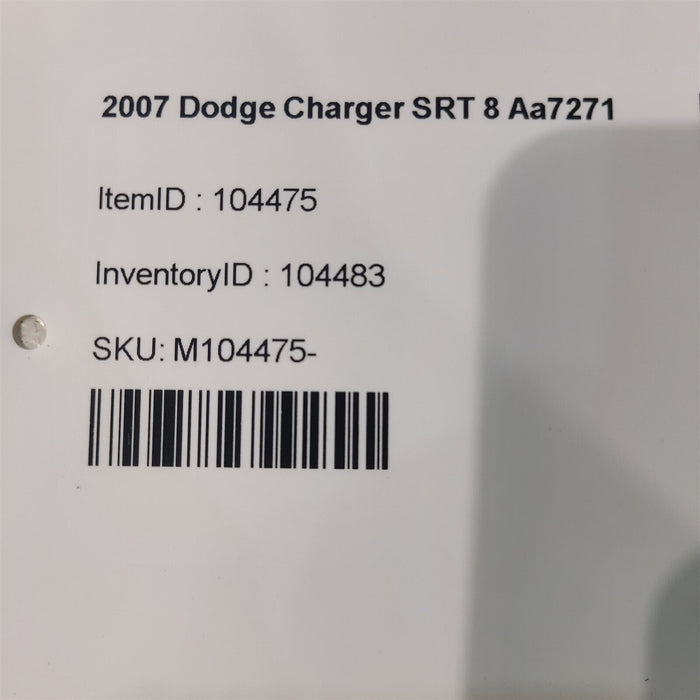 2007 Dodge Charger SRT 8 Aa7271
ItemID : 104475
InventoryID : 104483
SKU: M104475-